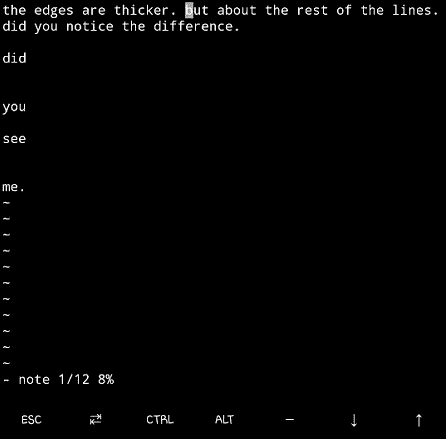 the edges are thicker. but about the rest of the lines.
did you notice the difference.
did
you
see
me.
~
~
~
~
~
~
~
~
~
~
~
- note 1/12 8%
ESC ⇄ CTRL ALT — ↓ ↑